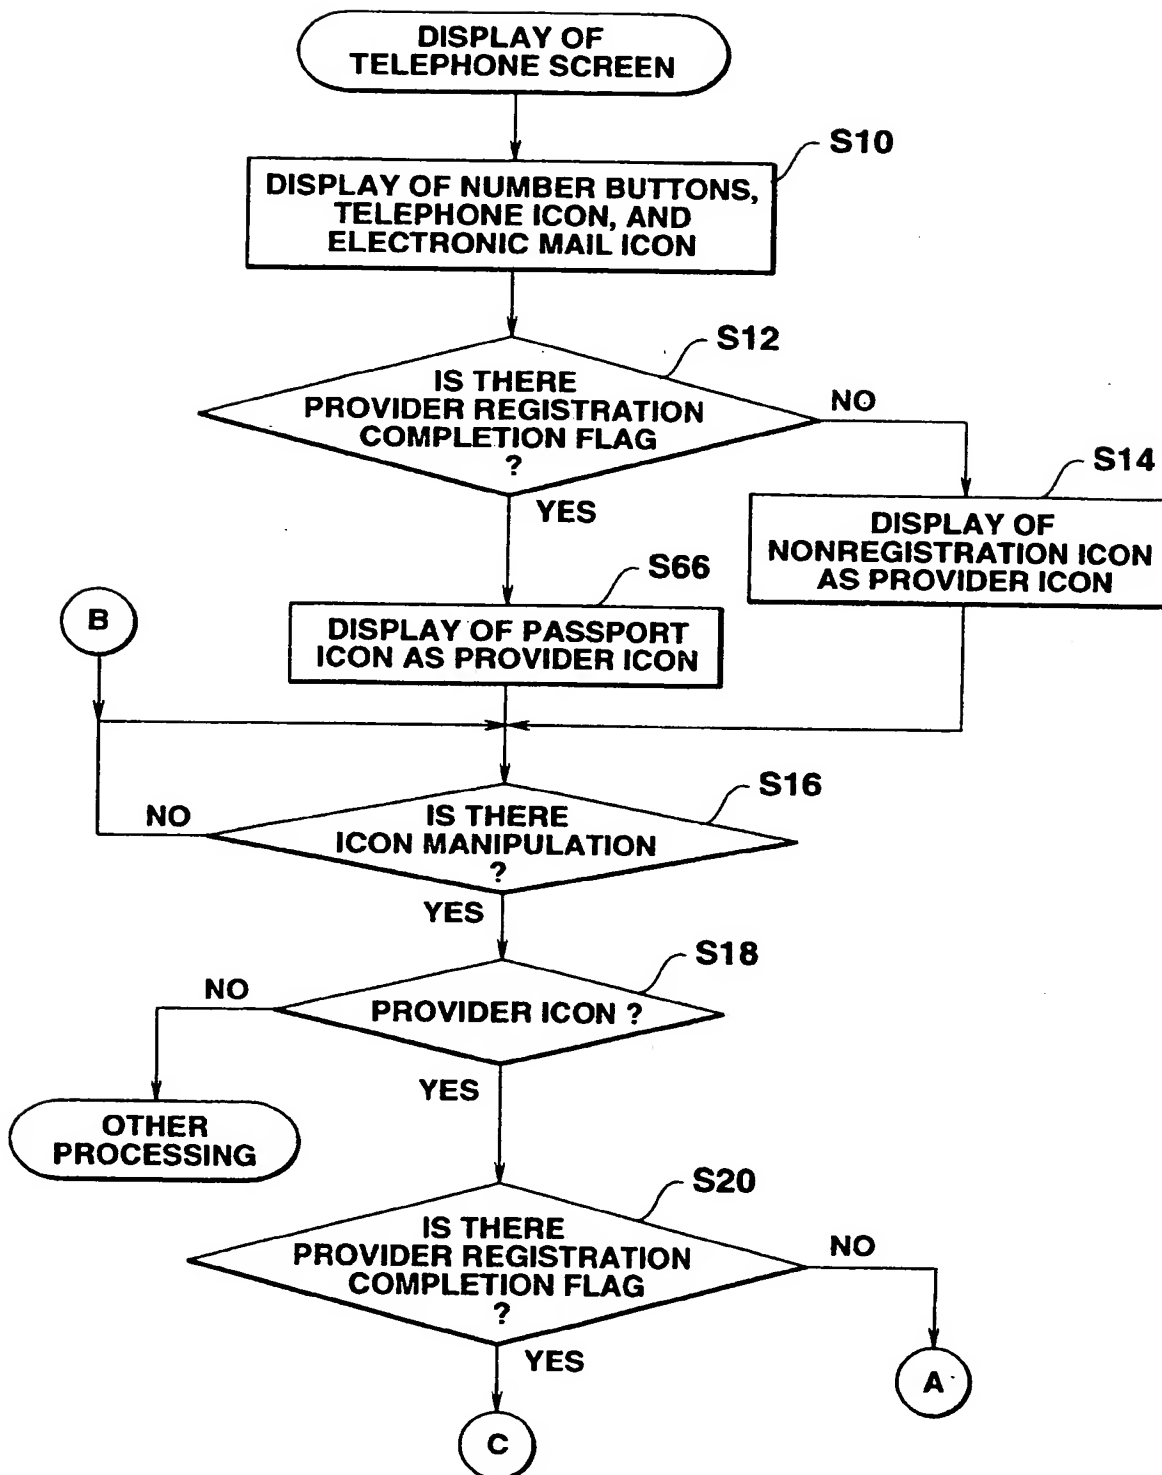 DISPLAY OF
TELEPHONE SCREEN
S10
DISPLAY OF NUMBER BUTTONS,
TELEPHONE ICON, AND
ELECTRONIC MAIL ICON
S12
IS THERE
PROVIDER REGISTRATION
COMPLETION FLAG
?
NO
YES
S14
DISPLAY OF
NONREGISTRATION ICON
AS PROVIDER ICON
S66
DISPLAY OF PASSPORT
ICON AS PROVIDER ICON
B
S16
IS THERE
ICON MANIPULATION
?
NO
YES
S18
PROVIDER ICON ?
NO
YES
OTHER
PROCESSING
S20
IS THERE
PROVIDER REGISTRATION
COMPLETION FLAG
?
NO
YES
A
C